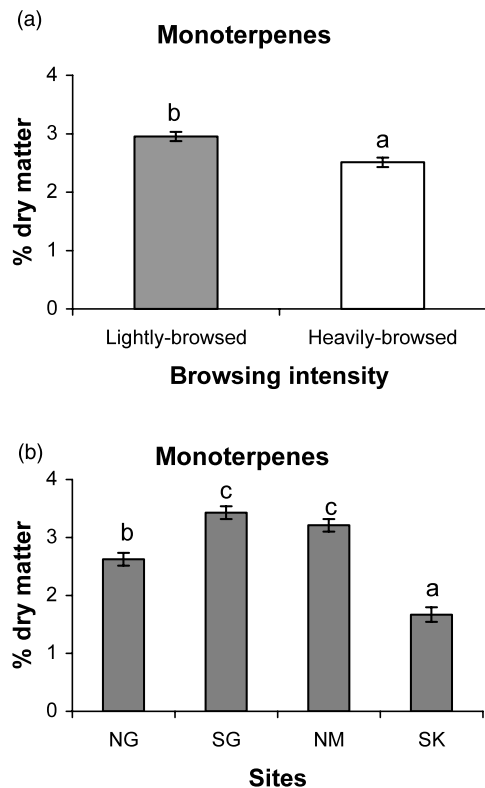 (a)
Monoterpenes
4
3
2
1
0
% dry matter
b
a
Lightly-browsed Heavily-browsed
Browsing intensity
(b)
Monoterpenes
4
3
2
1
0
% dry matter
b
c
c
a
NG SG NM SK
Sites